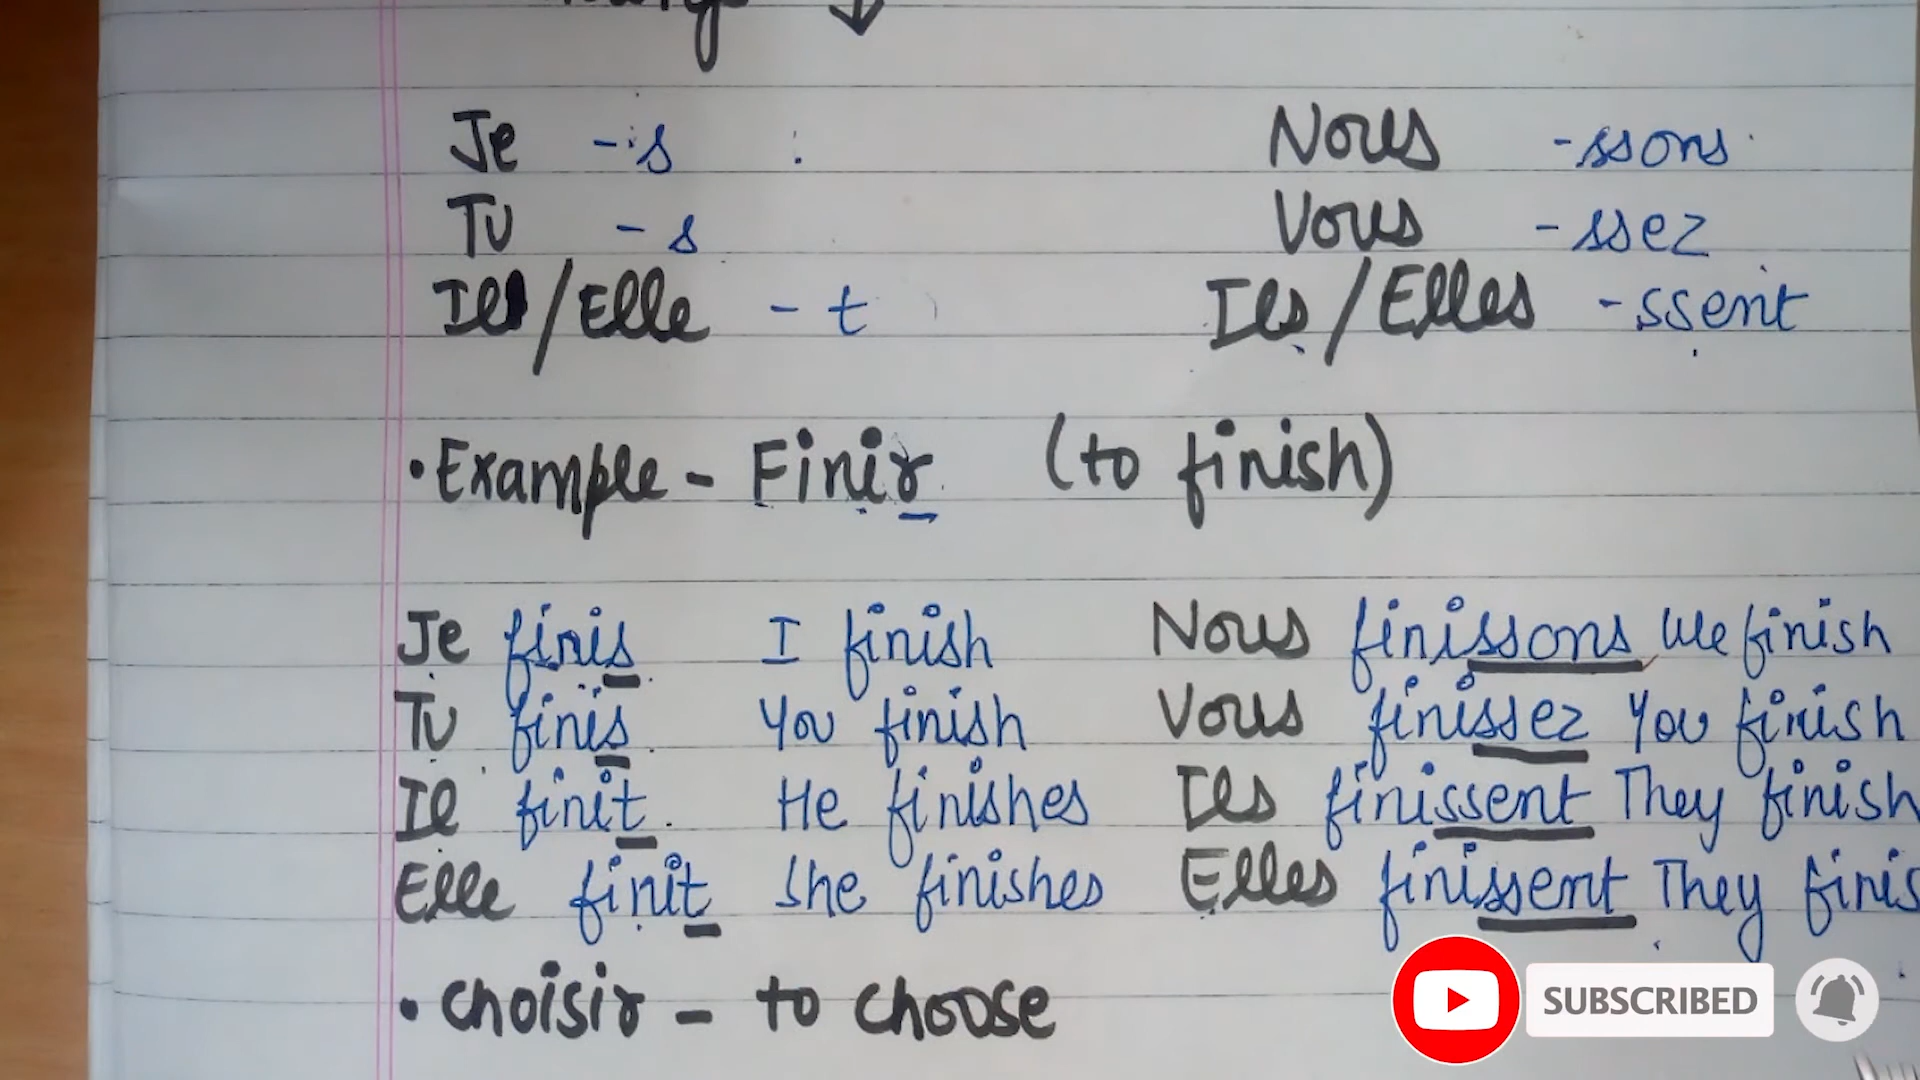 Je -s Nous -ssons
Tu -s Vous -ssez
Il/Elle -t Ils/Elles -ssent
• Example - Finir (to finish)
Je finis I finish Nous finissons We finish
Tu finis You finish Vous finissez You finish
Il finit He finishes Ils finissent They finish
Elle finit She finishes Elles finissent They finis
• Choisir - to choose
SUBSCRIBED